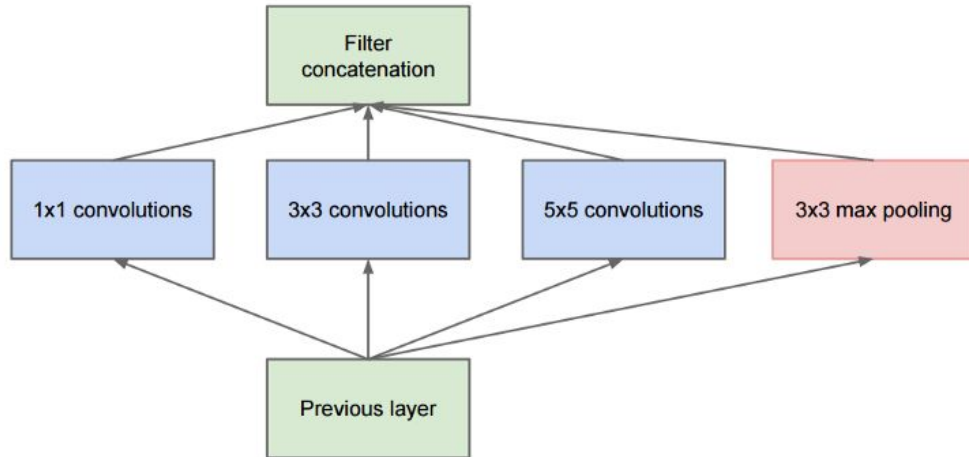 Filter
concatenation
1x1 convolutions
3x3 convolutions
5x5 convolutions
3x3 max pooling
Previous layer